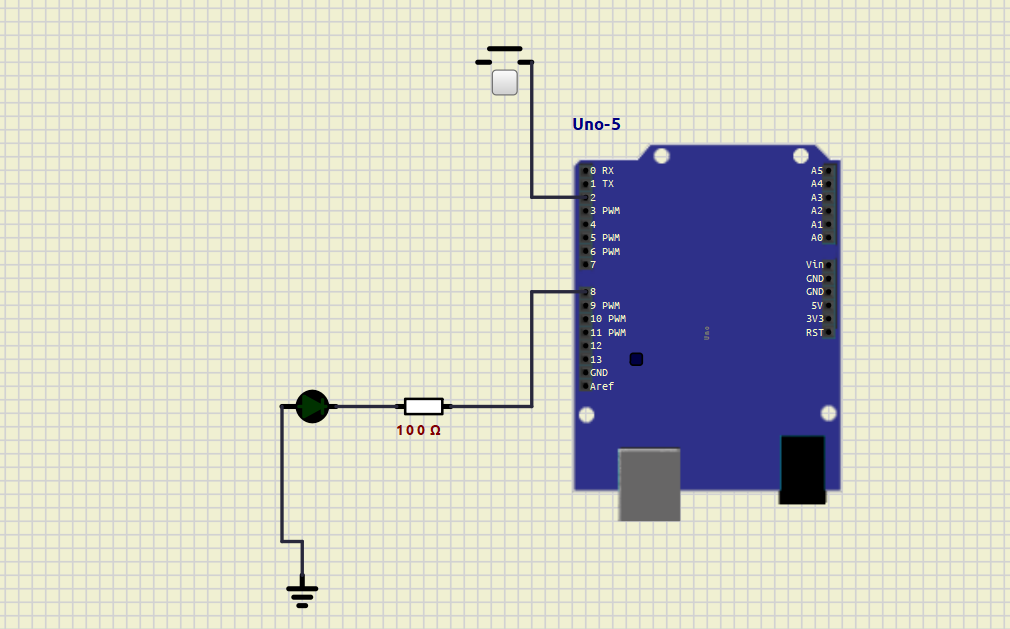 Uno-5
0 RX
1 TX
2
3 PWM
4
5 PWM
6 PWM
7
8
9 PWM
10 PWM
11 PWM
12
13
GND
Aref
A5
A4
A3
A2
A1
A0
Vin
GND
GND
5V
3V3
RST
Uno
100 Ω